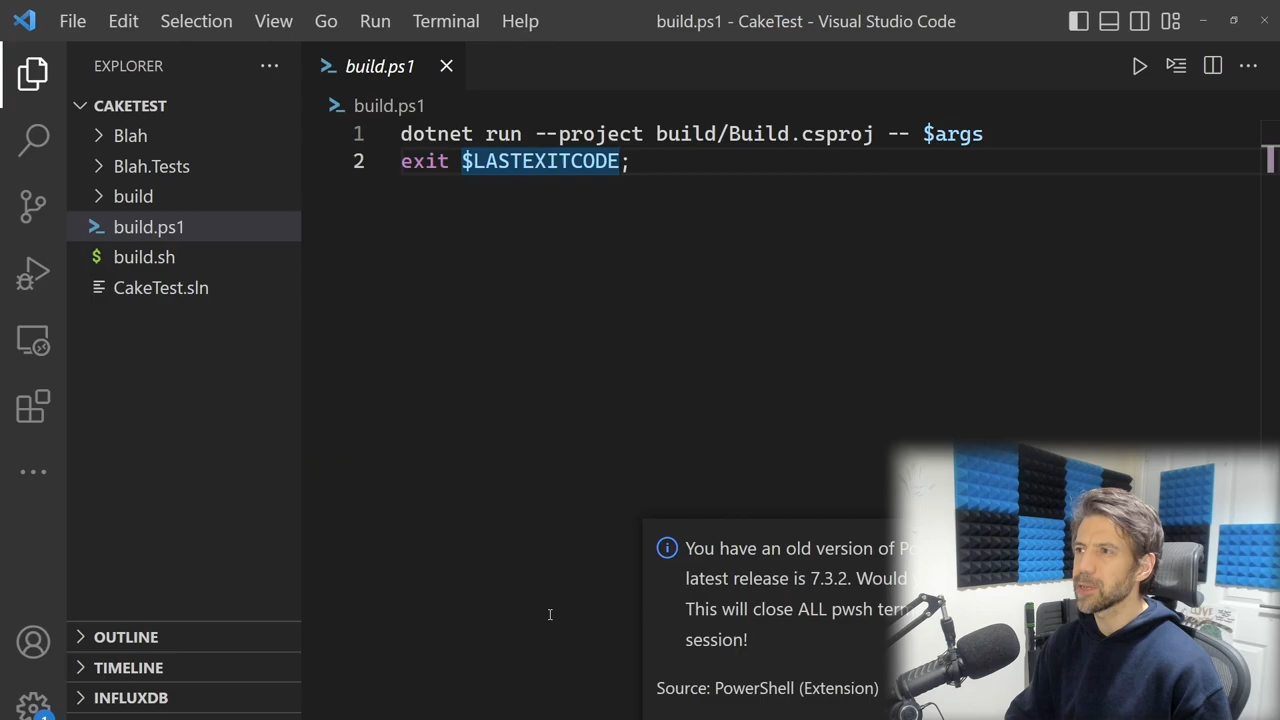 File Edit Selection View Go Run Terminal Help build.ps1 - CakeTest - Visual Studio Code
EXPLORER
build.ps1
CAKETEST
build.ps1
Blah
1 dotnet run --project build/Build.csproj -- $args
Blah.Tests
2 exit $LASTEXITCODE;
build
build.ps1
build.sh
CakeTest.sln
You have an old version of
latest release is 7.3.2. Would
This will close ALL pwsh
session!
Source: PowerShell (Extension)
OUTLINE
TIMELINE
INFLUXDB
1